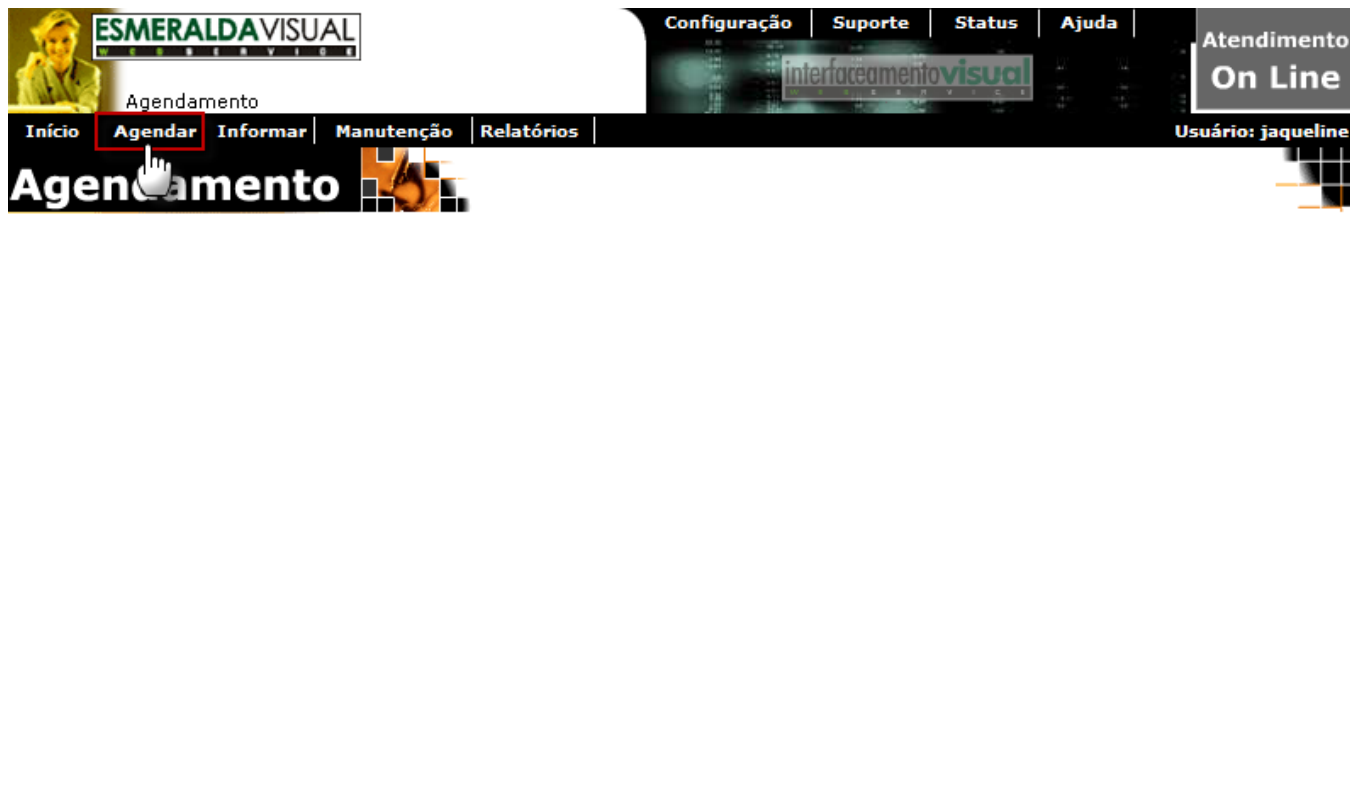 ESMERALDAVISUAL
WEBSERVICE
Agendamento
Configuração Suporte Status Ajuda
interfaceamentovisual
WEBSERVICE
Atendimento
On Line
Início Agendar Informar Manutenção Relatórios
Usuário: jaqueline
Agendamento